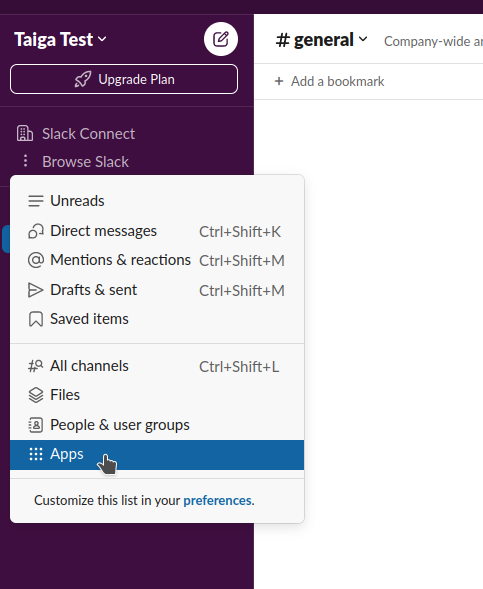 Taiga Test
# general
Company-wide
Upgrade Plan
+ Add a bookmark
Slack Connect
Browse Slack
Unreads
Direct messages Ctrl+Shift+K
Mentions & reactions Ctrl+Shift+M
Drafts & sent Ctrl+Shift+M
Saved items
All channels Ctrl+Shift+L
Files
People & user groups
Apps
Customize this list in your preferences.